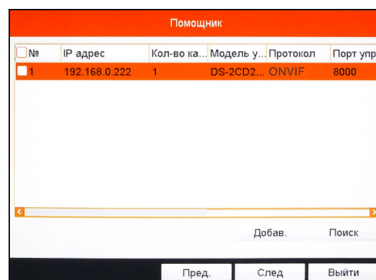 Помощник
№ IP адрес Кол-во ка... Модель у... Протокол Порт упр
1 192.168.0.222 1 DS-2CD2... ONVIF 8000
Добав. Поиск
Пред. След Выйти